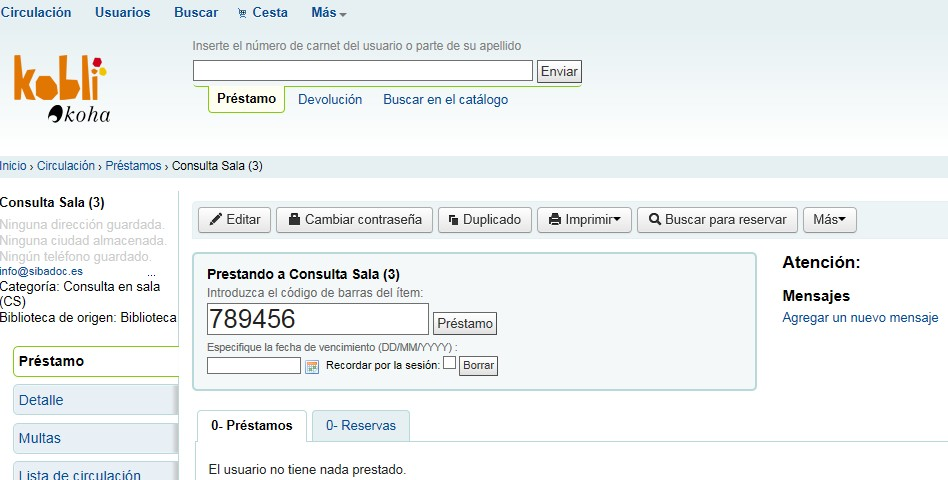 Circulación Usuarios Buscar Cesta Más
Inserte el número de carnet del usuario o parte de su apellido
Enviar
Préstamo Devolución Buscar en el catálogo
kobli
koha
Inicio › Circulación › Préstamos › Consulta Sala (3)
Consulta Sala (3)
Ninguna dirección guardada.
Ninguna ciudad almacenada.
Ningún teléfono guardado.
info@sibadoc.es ...
Categoría: Consulta en sala
(CS)
Biblioteca de origen: Biblioteca
Préstamo
Detalle
Multas
Lista de circulación
Editar Cambiar contraseña Duplicado Imprimir Buscar para reservar Más
Prestando a Consulta Sala (3)
Introduzca el código de barras del ítem:
789456 Préstamo
Especifique la fecha de vencimiento (DD/MM/YYYY) :
Recordar por la sesión: Borrar
Atención:
Mensajes
Agregar un nuevo mensaje
0- Préstamos 0- Reservas
El usuario no tiene nada prestado.